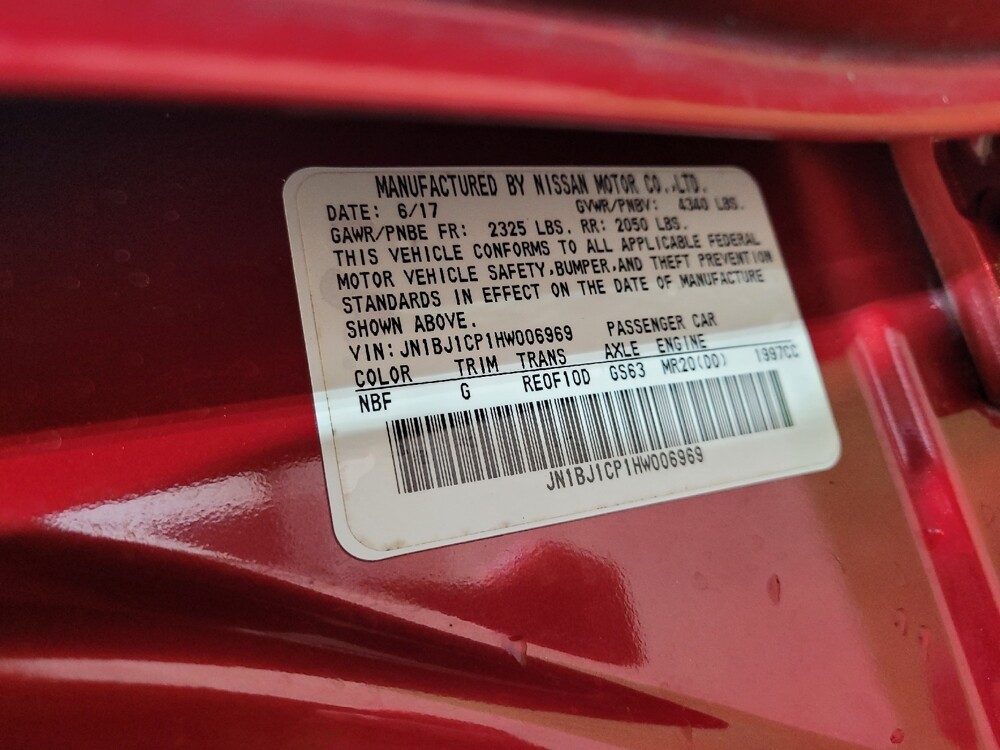 MANUFACTURED BY NISSAN MOTOR CO.,LTD.
DATE: 6/17 GVWR/PNBV: 4340 LBS.
GAWR/PNBE FR: 2325 LBS. RR: 2050 LBS.
THIS VEHICLE CONFORMS TO ALL APPLICABLE FEDERAL
MOTOR VEHICLE SAFETY,BUMPER,AND THEFT PREVENTION
STANDARDS IN EFFECT ON THE DATE OF MANUFACTURE
SHOWN ABOVE.
VIN: JN1BJ1CP1HW006969 PASSENGER CAR
COLOR TRIM TRANS AXLE ENGINE
NBF G RE0F10D GS63 MR20(DD) 1997CC
JN1BJ1CP1HW006969